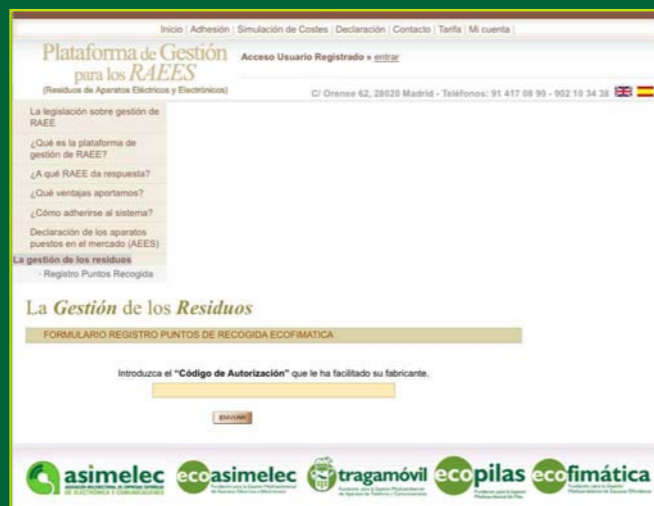 Inicio | Adhesión | Simulación de Costes | Declaración | Contacto | Tarifa | Mi cuenta |
Plataforma de Gestión
para los RAEES
(Residuos de Aparatos Eléctricos y Electrónicos)
Acceso Usuario Registrado » entrar
C/ Orense 62, 28020 Madrid - Teléfonos: 91 417 08 90 - 902 10 34 38
La legislación sobre gestión de
RAEE
¿Qué es la plataforma de
gestión de RAEE?
¿A qué RAEE da respuesta?
¿Qué ventajas aportamos?
¿Cómo adherirse al sistema?
Declaración de los aparatos
puestos en el mercado (AEES)
La gestión de los residuos
- Registro Puntos Recogida
La Gestión de los Residuos
FORMULARIO REGISTRO PUNTOS DE RECOGIDA ECOFIMATICA
Introduzca el "Código de Autorización" que le ha facilitado su fabricante.
ENVIAR
asimelec ecoasimelec tragamóvil ecopilas ecofimática